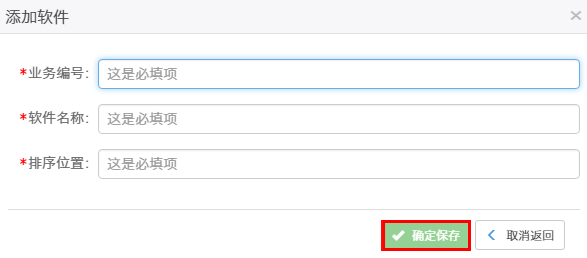 添加软件
*业务编号： 这是必填项
*软件名称： 这是必填项
*排序位置： 这是必填项
确定保存 取消返回